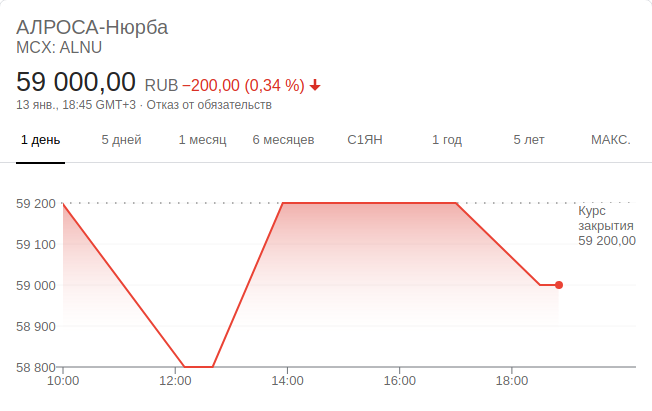 АЛРОСА-Нюрба
MCX: ALNU
59 000,00 RUB −200,00 (0,34 %)
13 янв., 18:45 GMT+3 · Отказ от обязательств
1 день 5 дней 1 месяц 6 месяцев С1ЯН 1 год 5 лет МАКС.
59 200
59 100
59 000
58 900
58 800
Курс
закрытия
59 200,00
10:00 12:00 14:00 16:00 18:00